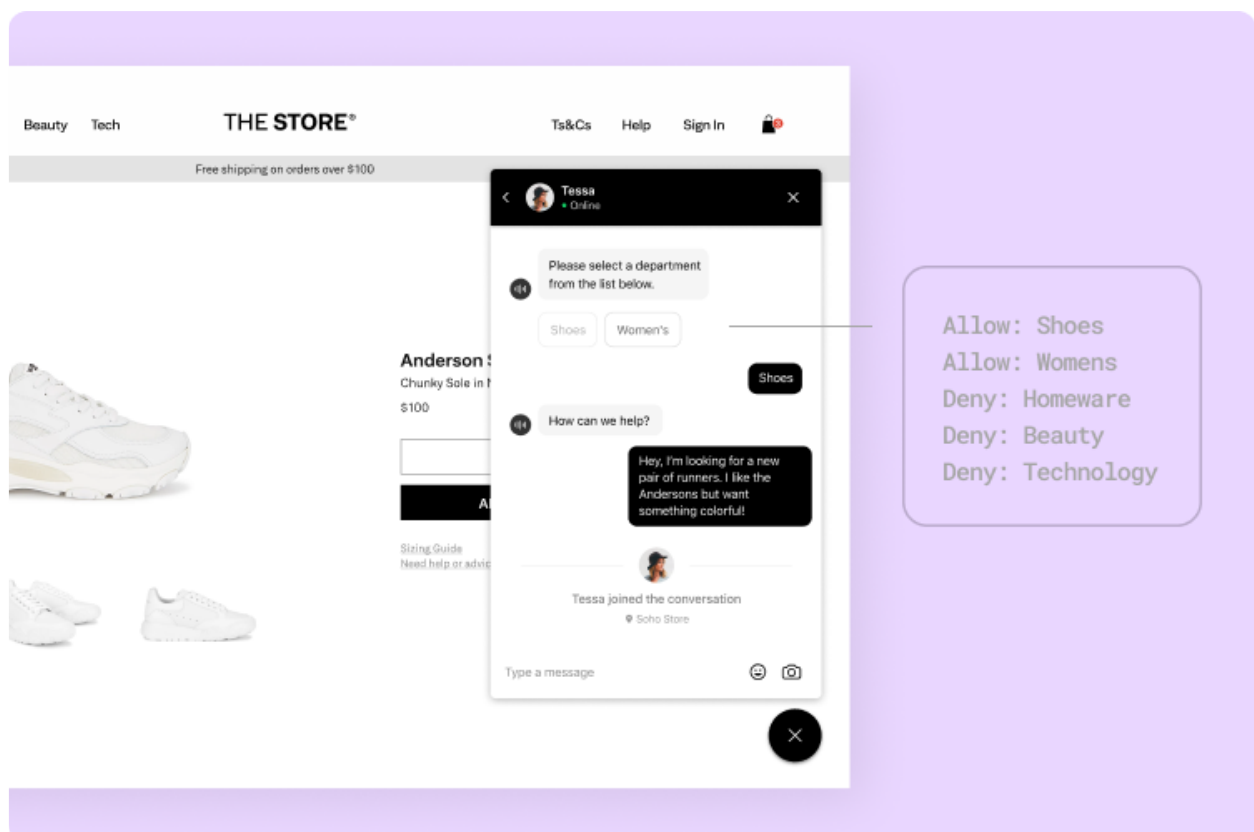 Beauty Tech THE STORE® Ts&Cs Help Sign In
Free shipping on orders over $100
Tessa
Online
Please select a department
from the list below.
Shoes Women's
Shoes
How can we help?
Hey, I'm looking for a new
pair of runners. I like the
Andersons but want
something colorful!
Tessa joined the conversation
Soho Store
Type a message
Anderson
Chunky Sole in
$100
Sizing Guide
Need help or
Allow: Shoes
Allow: Womens
Deny: Homeware
Deny: Beauty
Deny: Technology